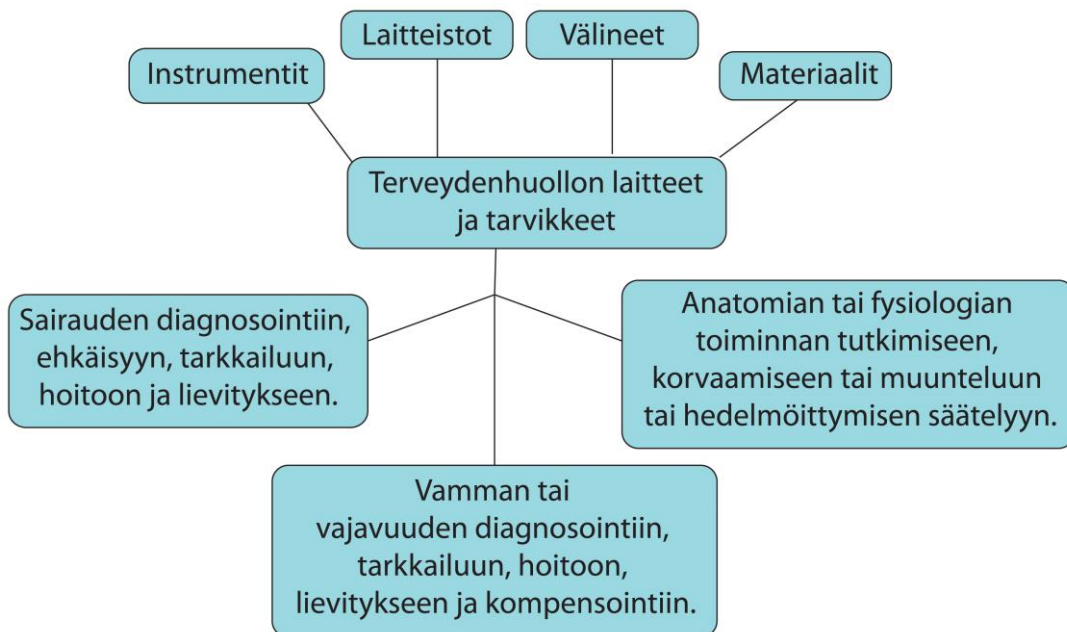 Laitteistot
Välineet
Instrumentit
Materiaalit
Terveydenhuollon laitteet
ja tarvikkeet
Sairauden diagnosointiin,
ehkäisyyn, tarkkailuun,
hoitoon ja lievitykseen.
Anatomian tai fysiologian
toiminnan tutkimiseen,
korvaamiseen tai muunteluun
tai hedelmöittymisen säätelyyn.
Vamman tai
vajavuuden diagnosointiin,
tarkkailuun, hoitoon,
lievitykseen ja kompensointiin.